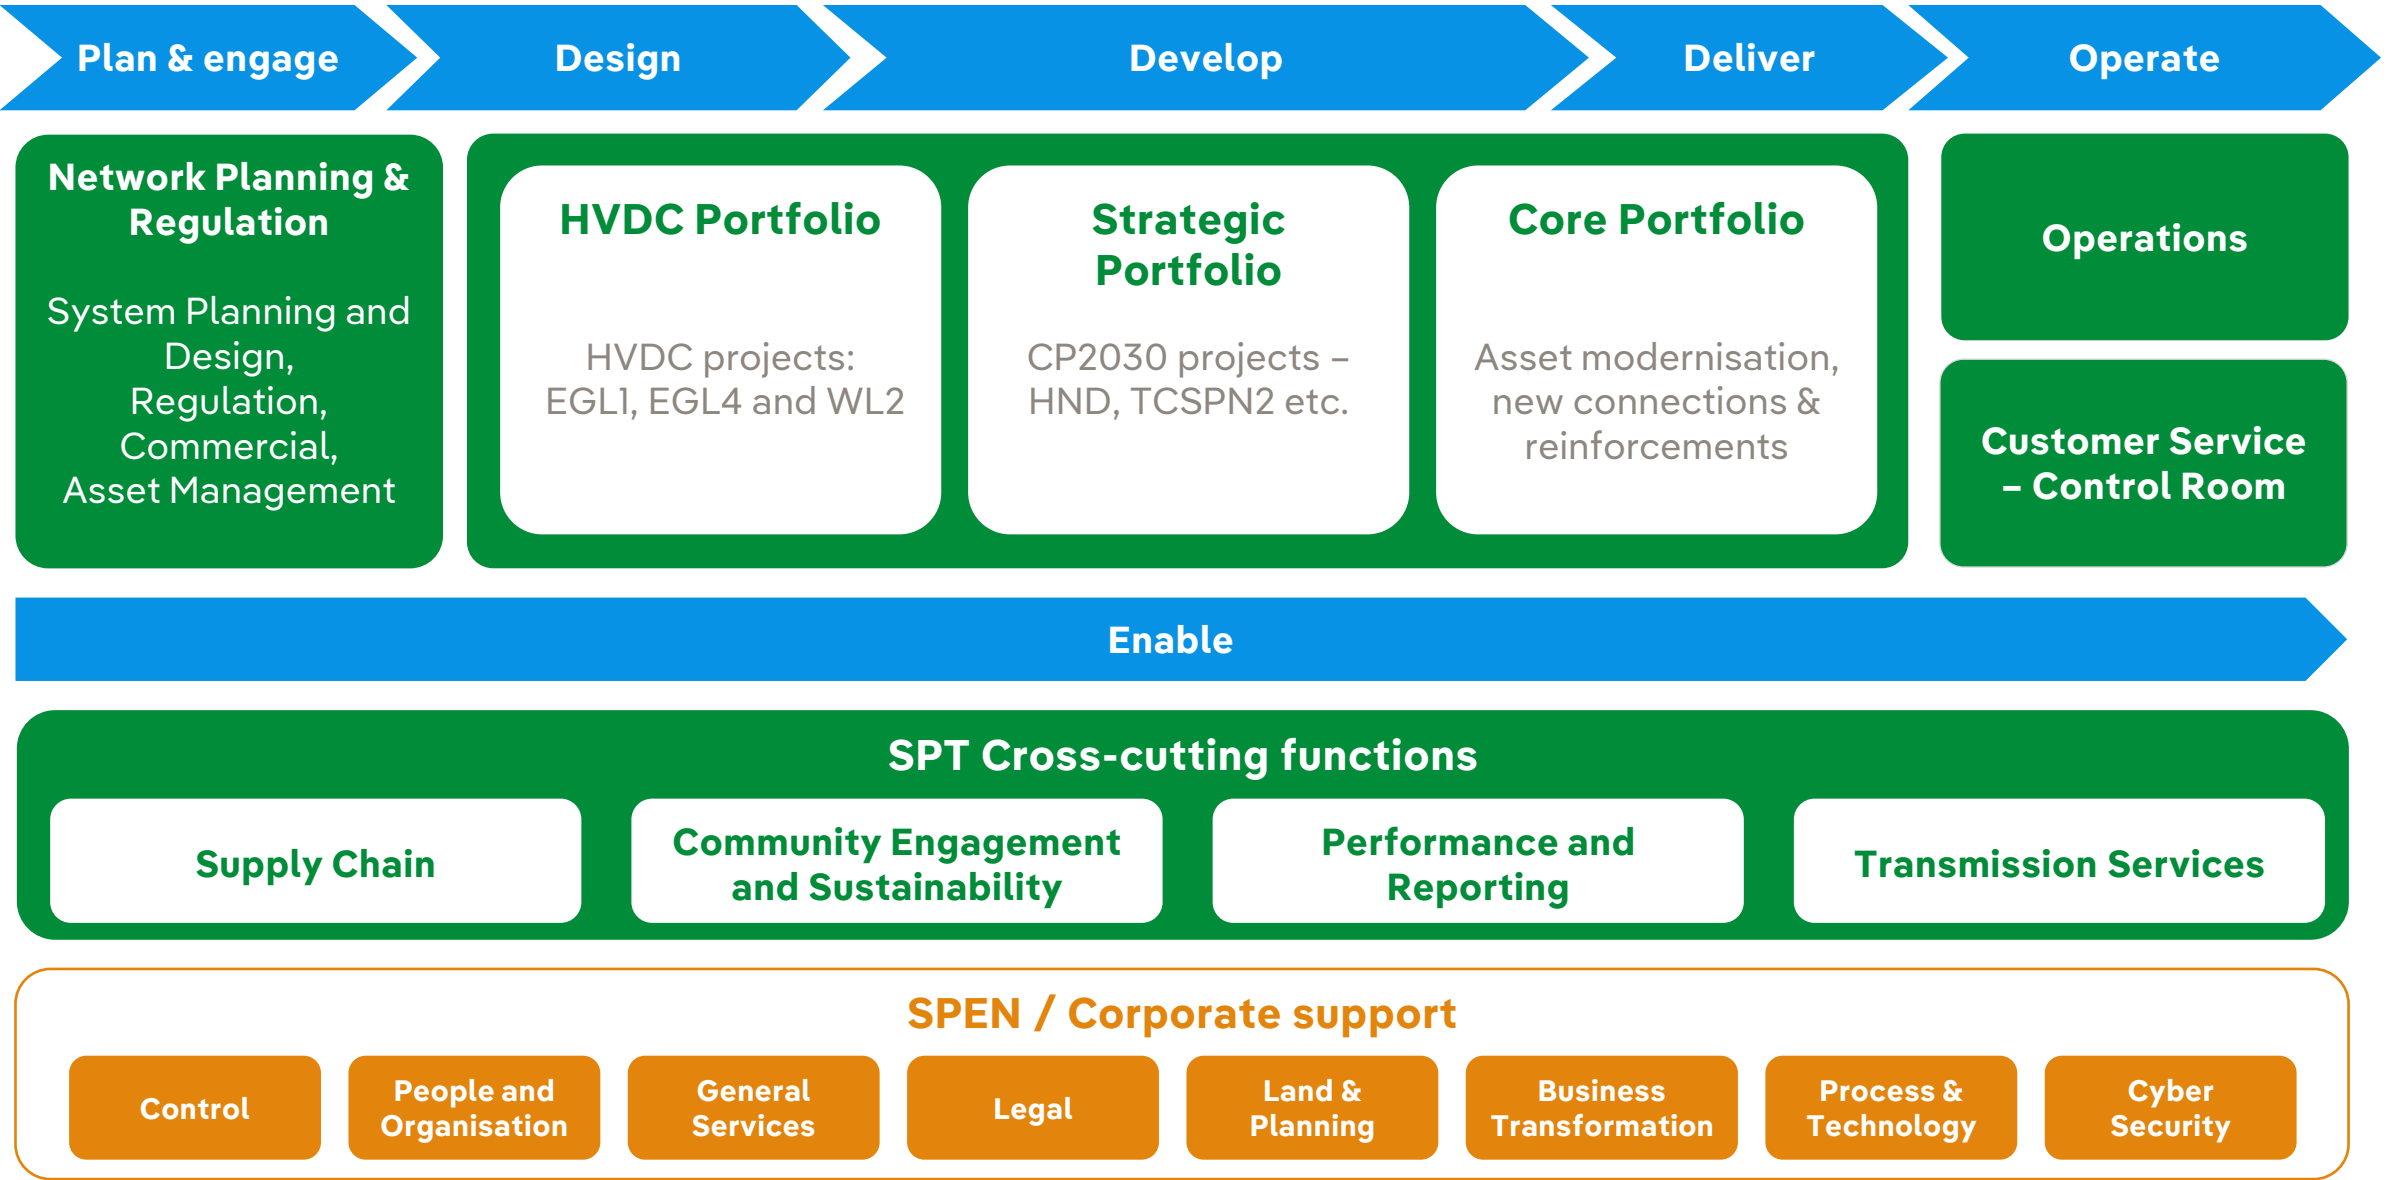 Plan & engage
Design
Develop
Deliver
Operate
Network Planning &
Regulation
System Planning and
Design,
Regulation,
Commercial,
Asset Management
HVDC Portfolio
HVDC projects:
EGL1, EGL4 and WL2
Strategic
Portfolio
CP2030 projects –
HND, TCSPN2 etc.
Core Portfolio
Asset modernisation,
new connections &
reinforcements
Operations
Customer Service
– Control Room
Enable
SPT Cross-cutting functions
Supply Chain
Community Engagement
and Sustainability
Performance and
Reporting
Transmission Services
SPEN / Corporate support
Control
People and
Organisation
General
Services
Legal
Land &
Planning
Business
Transformation
Process &
Technology
Cyber
Security